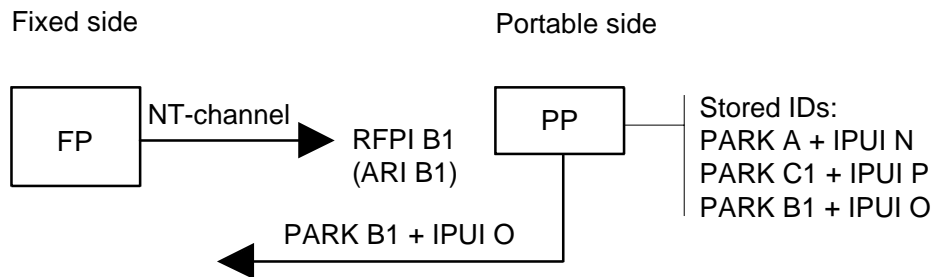 Fixed side
Portable side
FP
NT-channel
RFPI B1
(ARI B1)
PP
Stored IDs:
PARK A + IPUI N
PARK C1 + IPUI P
PARK B1 + IPUI O
PARK B1 + IPUI O